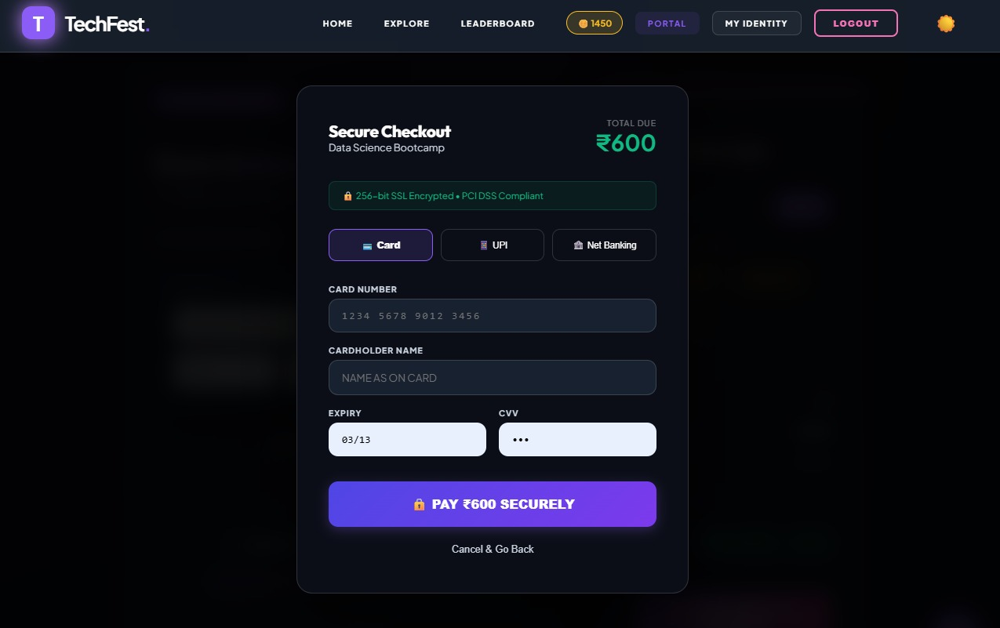 T TechFest.
HOME EXPLORE LEADERBOARD 1450 PORTAL MY IDENTITY LOGOUT
Secure Checkout
Data Science Bootcamp
TOTAL DUE
₹600
256-bit SSL Encrypted • PCI DSS Compliant
Card UPI Net Banking
CARD NUMBER
1234 5678 9012 3456
CARDHOLDER NAME
NAME AS ON CARD
EXPIRY CVV
03/13 •••
PAY ₹600 SECURELY
Cancel & Go Back